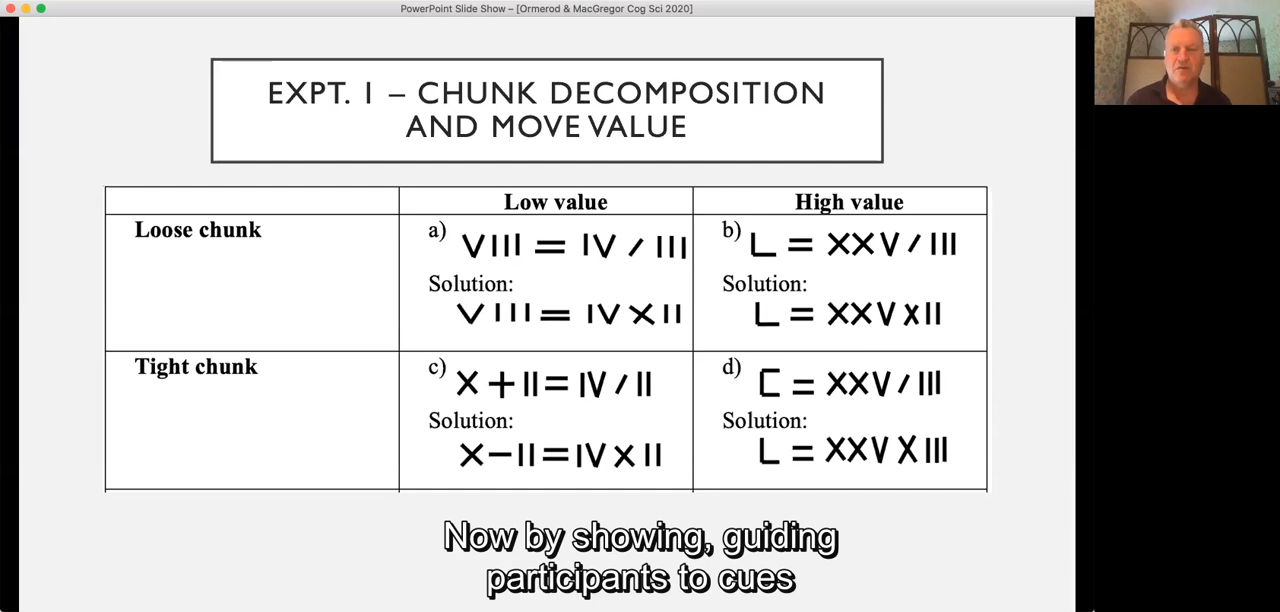 PowerPoint Slide Show – [Ormerod & MacGregor Cog Sci 2020]
EXPT. 1 – CHUNK DECOMPOSITION
AND MOVE VALUE
Low value
High value
Loose chunk
a) VIII = IV / III
Solution:
VIII = IV X II
b) L = XXV / III
Solution:
L = XXV X II
Tight chunk
c) X + II = IV / II
Solution:
X − II = IV X II
d) C = XXV / III
Solution:
L = XXV X III
Now by showing, guiding
participants to cues